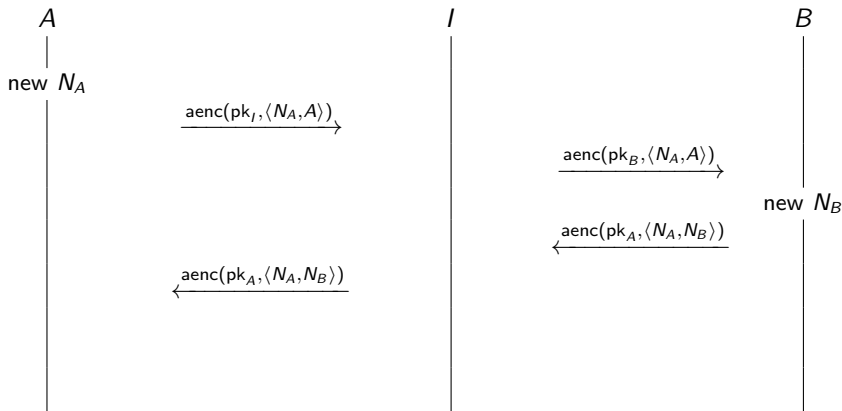 A I B
new N_A
aenc(pk_I,⟨N_A,A⟩)
aenc(pk_B,⟨N_A,A⟩)
new N_B
aenc(pk_A,⟨N_A,N_B⟩)
aenc(pk_A,⟨N_A,N_B⟩)